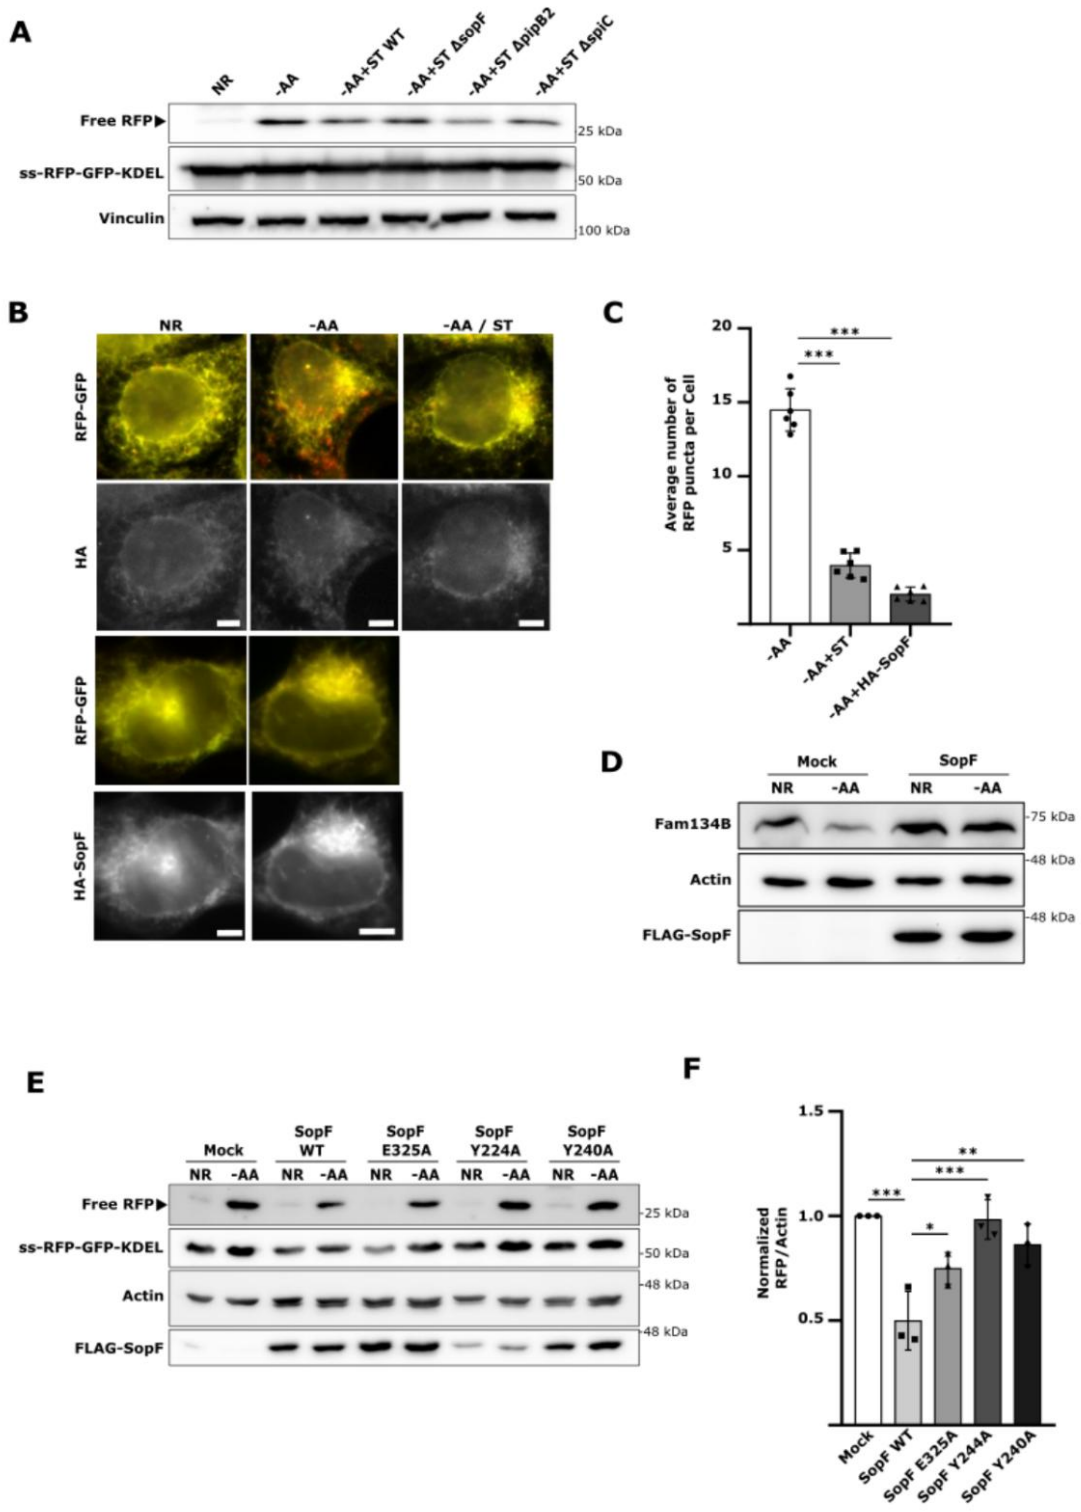 A
NR
-AA
-AA+ST WT
-AA+ST ΔsopF
-AA+ST ΔpipB2
-AA+ST ΔspiC
Free RFP
25 kDa
ss-RFP-GFP-KDEL
50 kDa
Vinculin
100 kDa
B
NR
-AA
-AA / ST
RFP-GFP
HA
RFP-GFP
HA-SopF
C
20
15
10
5
Average number of
RFP puncta per Cell
***
***
-AA
-AA+ST
-AA+HA-SopF
D
Mock SopF
NR -AA NR -AA
Fam134B
-75 kDa
-48 kDa
Actin
-48 kDa
FLAG-SopF
E
Mock SopF WT SopF E325A SopF Y224A SopF Y240A
NR -AA NR -AA NR -AA NR -AA NR -AA
Free RFP
25 kDa
ss-RFP-GFP-KDEL
50 kDa
Actin
48 kDa
48 kDa
FLAG-SopF
F
1.5
1.0
0.5
Normalized
RFP/Actin
**
***
***
*
Mock
SopF WT
SopF E325A
SopF Y244A
SopF Y240A